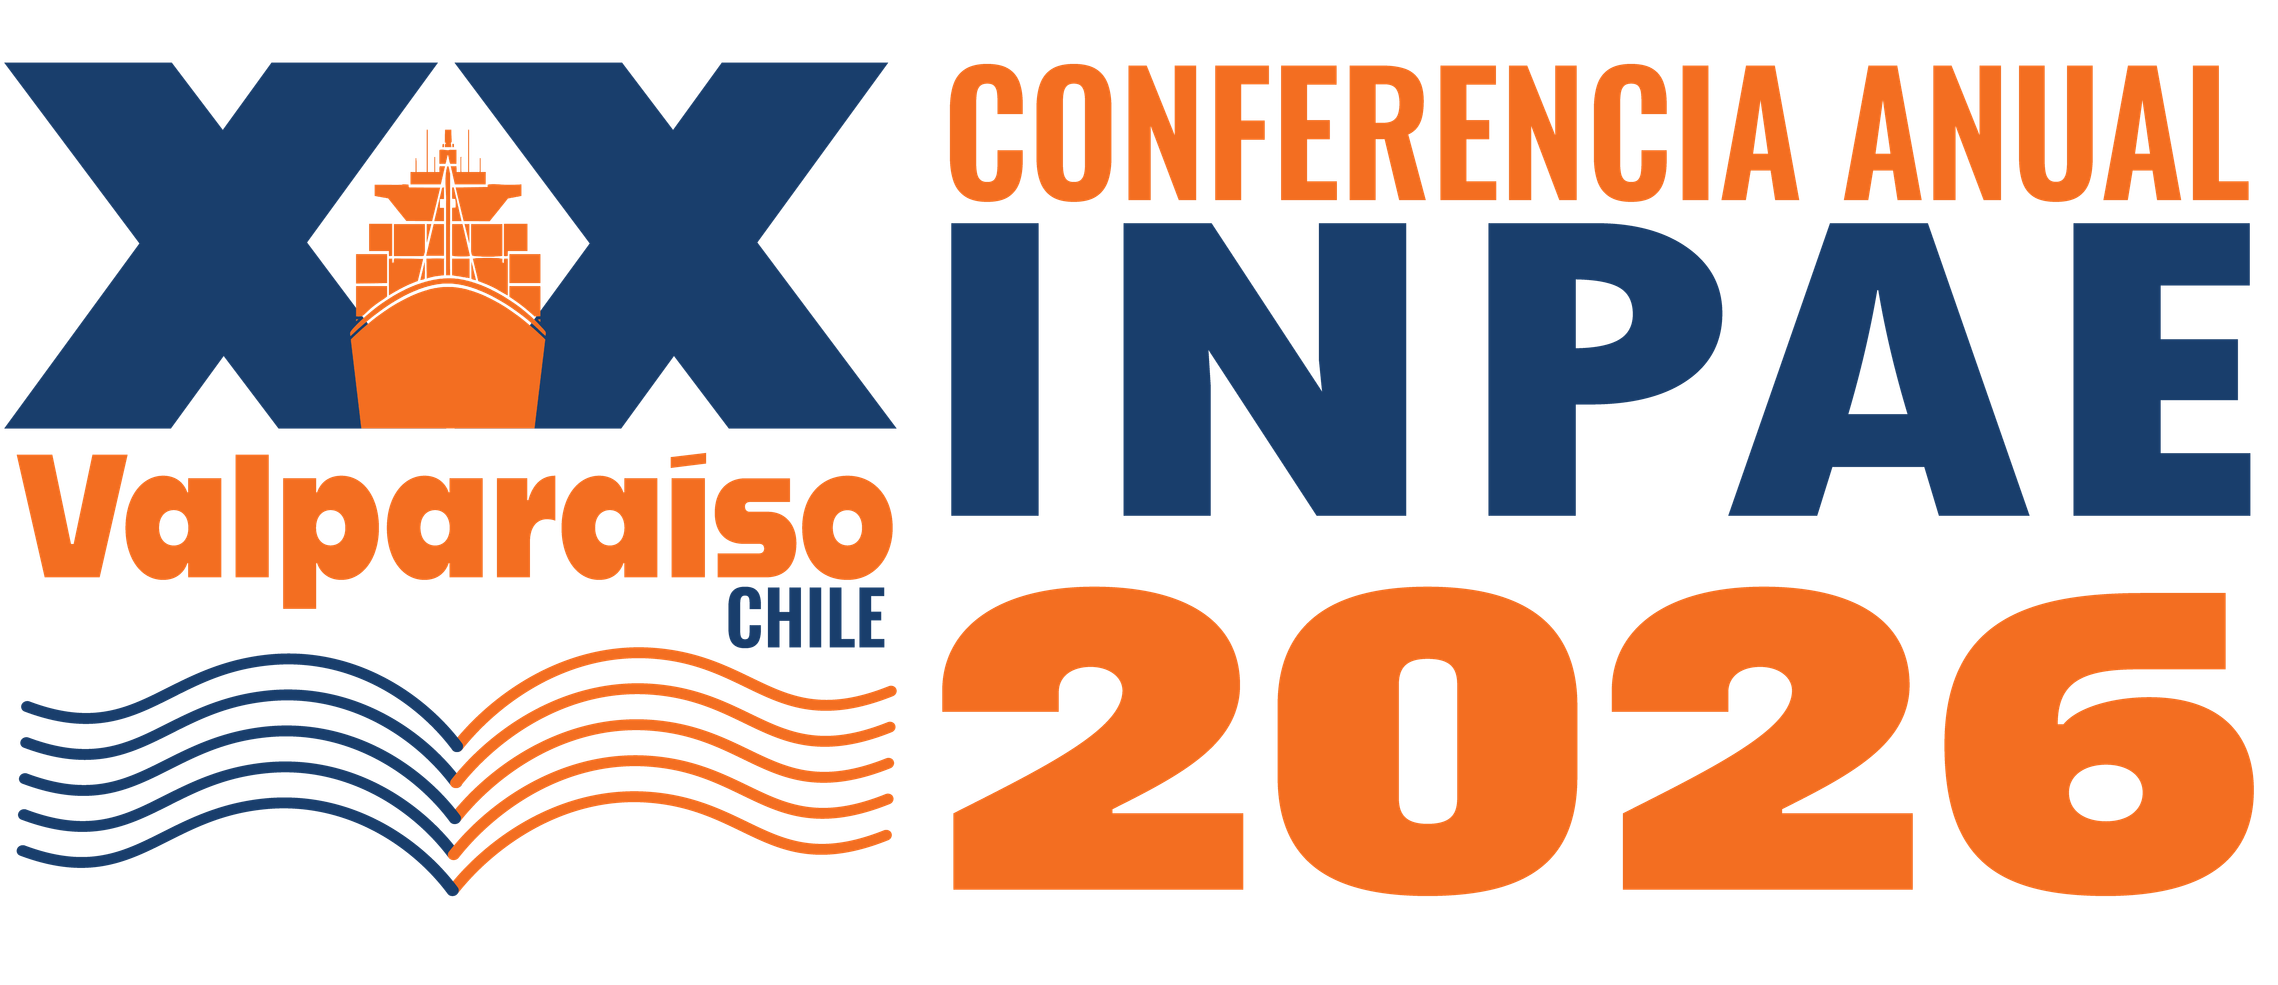 XX
Valparaíso
CHILE
CONFERENCIA ANUAL
INPAE
2026